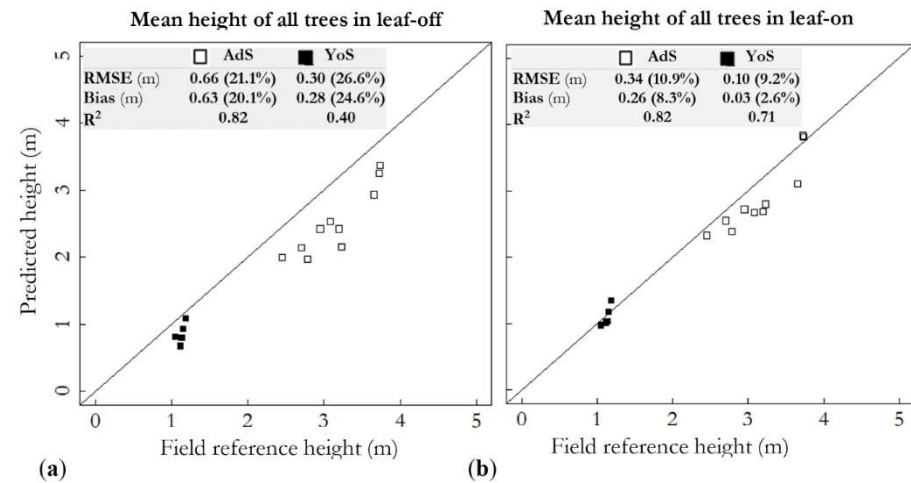 Mean height of all trees in leaf-off
□ AdS ■ YoS
RMSE (m) 0.66 (21.1%) 0.30 (26.6%)
Bias (m) 0.63 (20.1%) 0.28 (24.6%)
R² 0.82 0.40
Predicted height (m)
5
4
3
2
1
0
0 1 2 3 4 5
Field reference height (m)
(a)
Mean height of all trees in leaf-on
□ AdS ■ YoS
RMSE (m) 0.34 (10.9%) 0.10 (9.2%)
Bias (m) 0.26 (8.3%) 0.03 (2.6%)
R² 0.82 0.71
0 1 2 3 4 5
Field reference height (m)
(b)